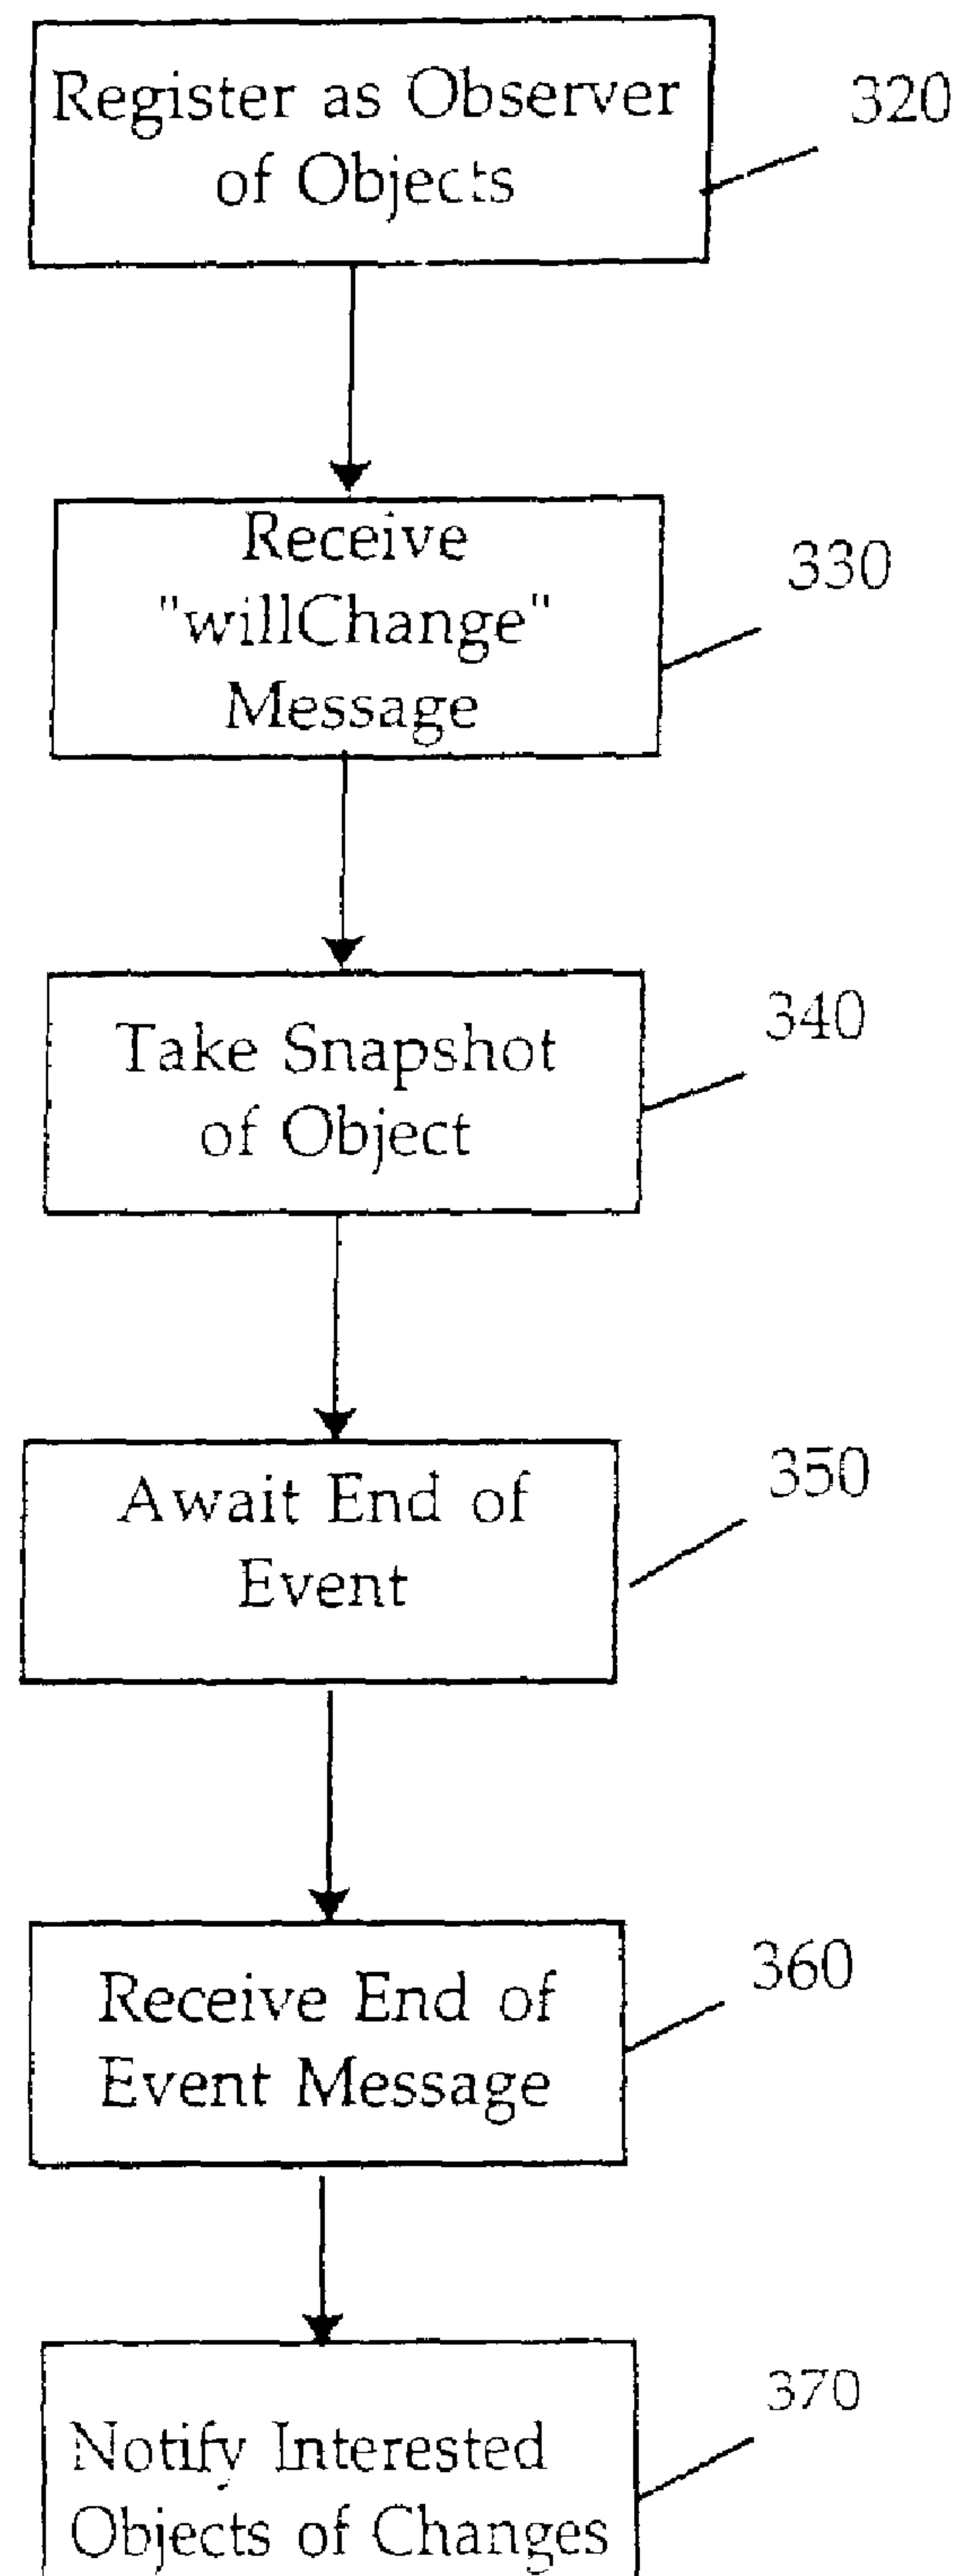 Register as Observer
of Objects
320
Receive
"willChange"
Message
330
Take Snapshot
of Object
340
Await End of
Event
350
Receive End of
Event Message
360
Notify Interested
Objects of Changes
370